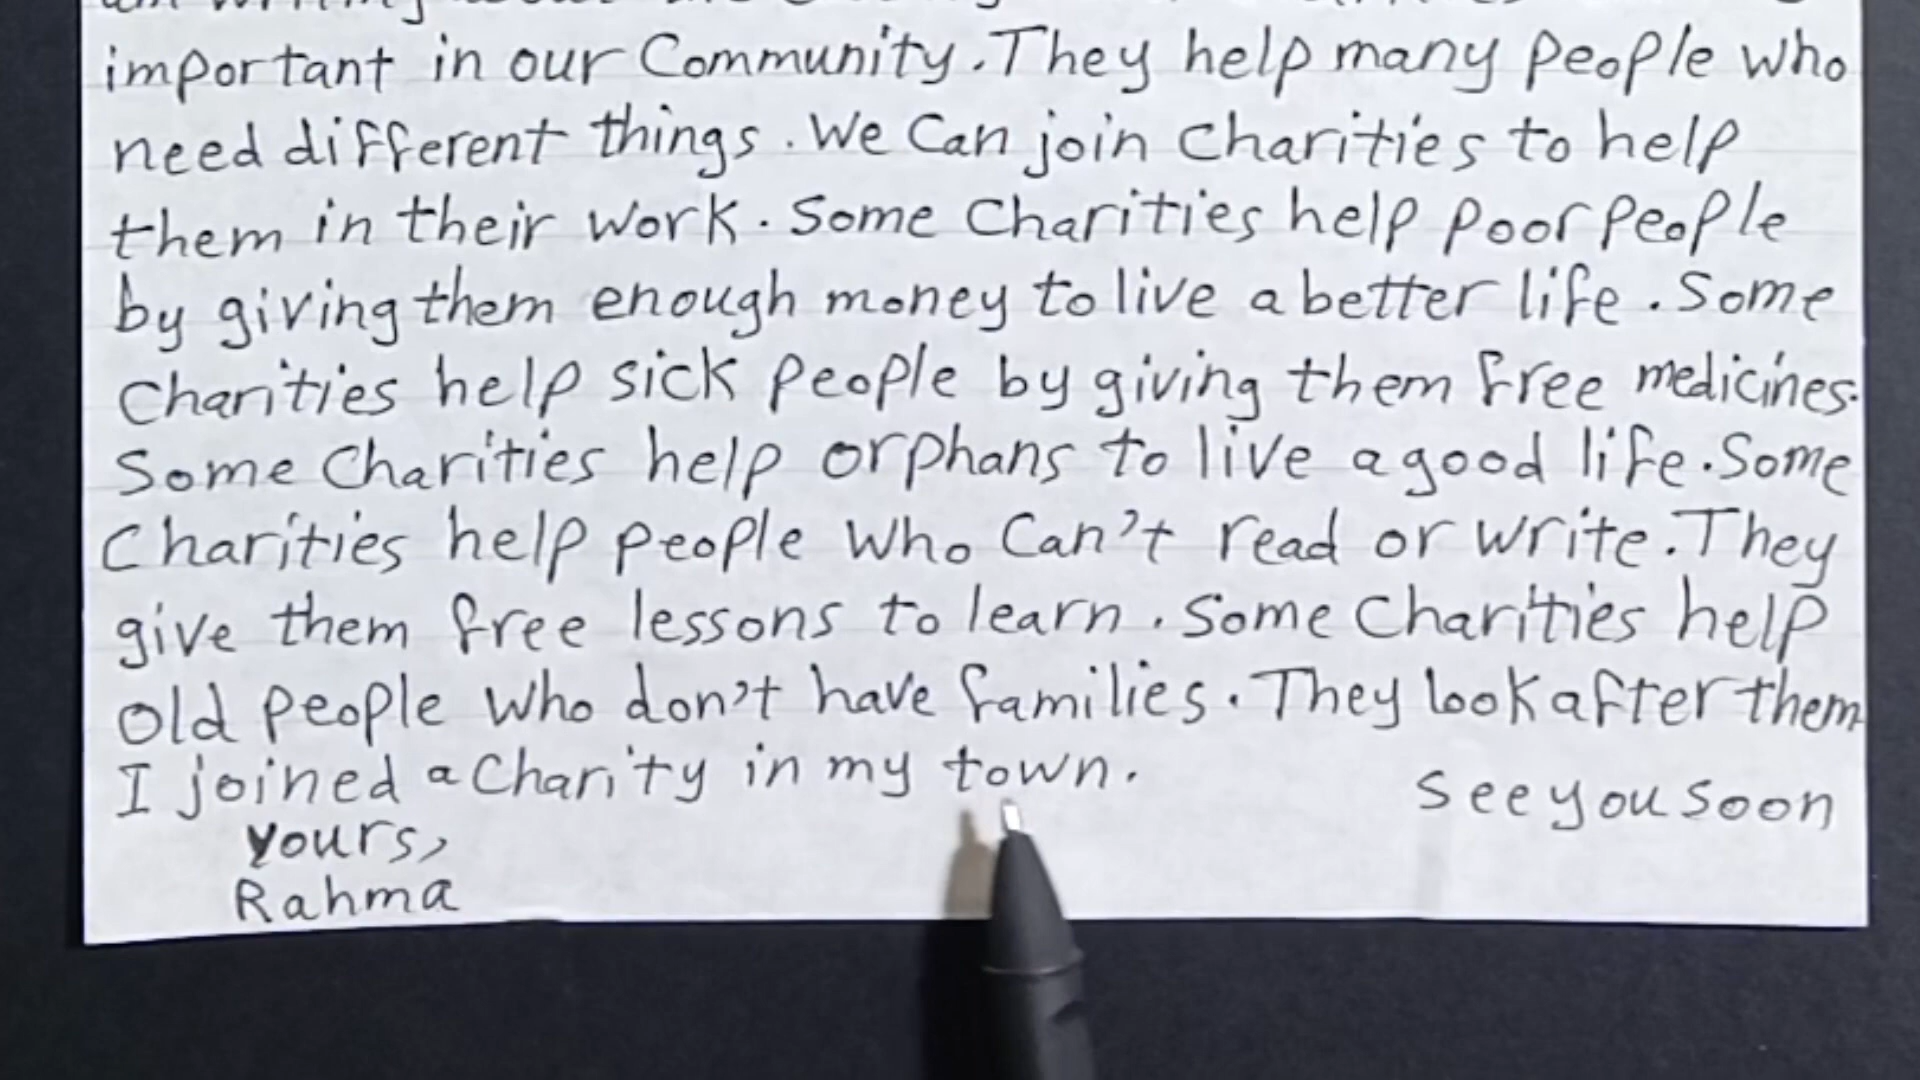 important in our Community. They help many people who
need different things. We Can join Charities to help
them in their work. Some Charities help poor people
by giving them enough money to live a better life. Some
Charities help sick people by giving them free medicines.
Some Charities help orphans to live a good life. Some
Charities help people who Can't read or write. They
give them free lessons to learn. Some Charities help
old people who don't have families. They look after them
I joined a Charity in my town.
See you soon
yours,
Rahma